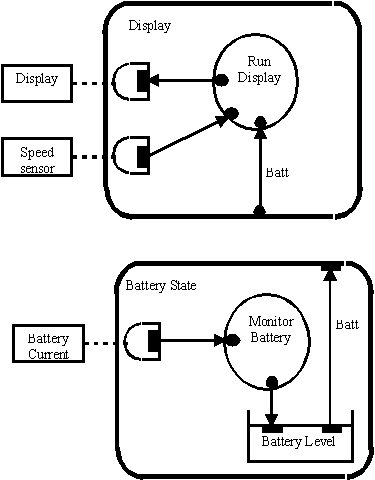 Display
Run
Display
Display
Speed
sensor
Batt
Battery State
Monitor
Battery
Battery
Current
Batt
Battery Level